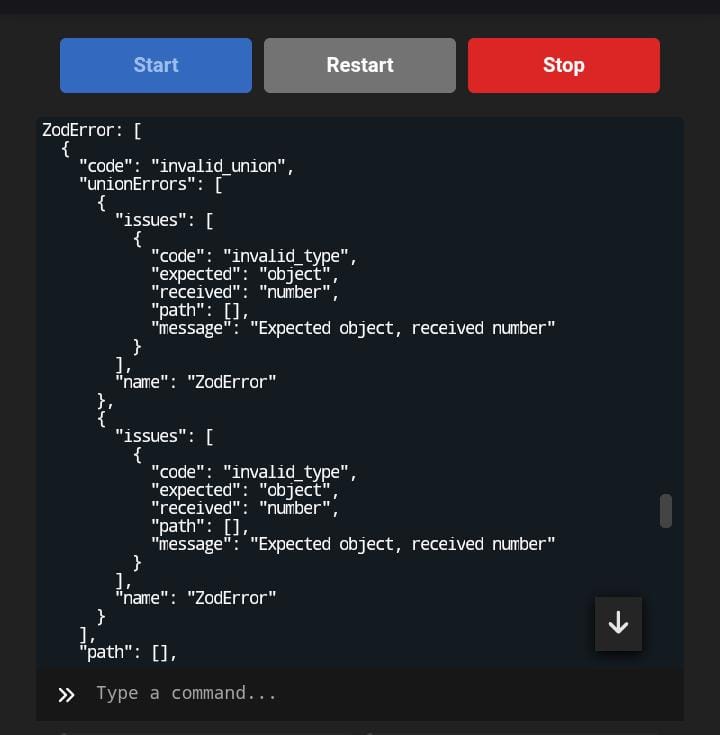 Start
Restart
Stop
ZodError: [
  {
    "code": "invalid_union",
    "unionErrors": [
      {
        "issues": [
          {
            "code": "invalid_type",
            "expected": "object",
            "received": "number",
            "path": [],
            "message": "Expected object, received number"
          }
        ],
        "name": "ZodError"
      },
      {
        "issues": [
          {
            "code": "invalid_type",
            "expected": "object",
            "received": "number",
            "path": [],
            "message": "Expected object, received number"
          }
        ],
        "name": "ZodError"
      }
    ],
    "path": [],
Type a command...